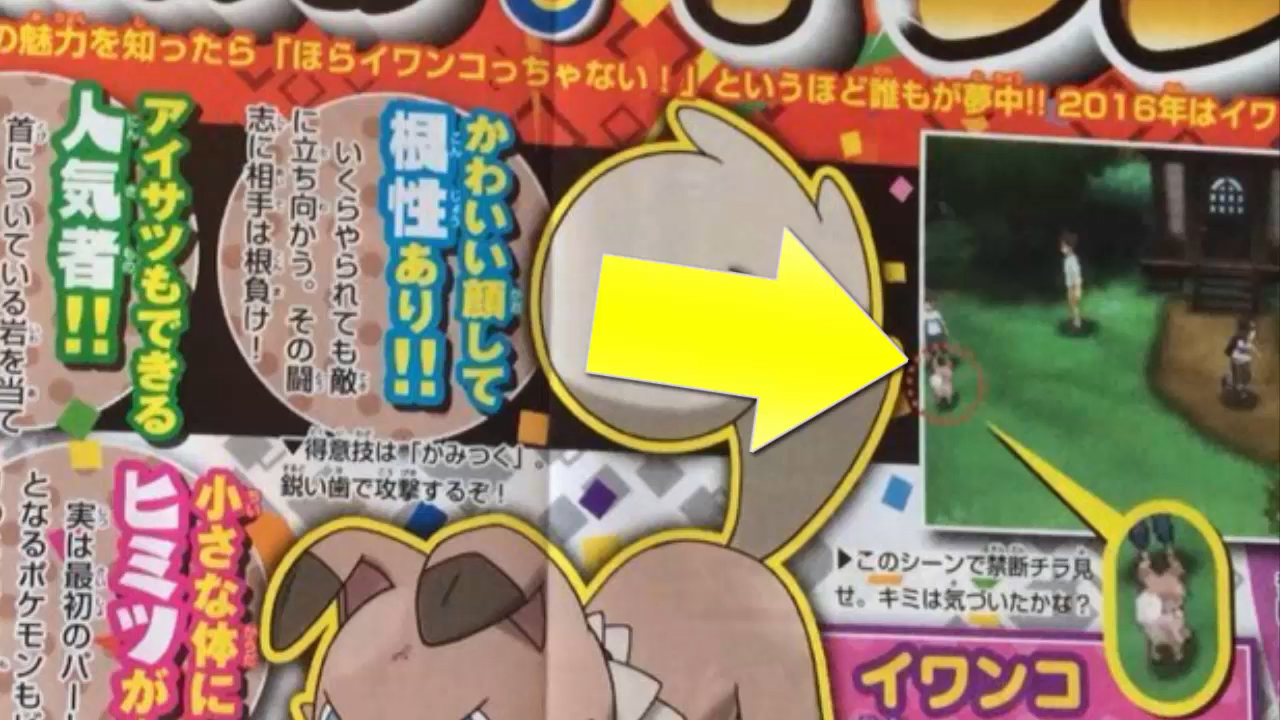 の魅力を知ったら「ほらイワンコっちゃない！」というほど誰もが夢中!! 2016年はイワ
かわいい顔して
根性あり!!
いくらやられても敵
に立ち向かう。その闘
志に相手は根負け！
アイサツもできる
人気者!!
首についている岩を当て
▼得意技は「かみつく」。
鋭い歯で攻撃するぞ！
小さな体に
ヒミツが
実は最初のパー
となるポケモンも
▶このシーンで禁断チラ見
せ。キミは気づいたかな？
イワンコ